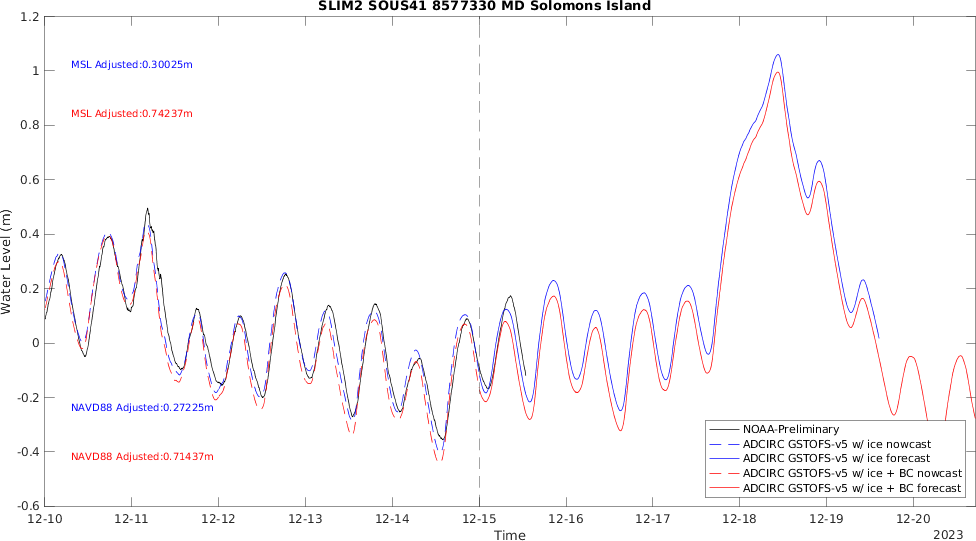 SLIM2 SOUS41 8577330 MD Solomons Island
1.2
1
0.8
0.6
0.4
0.2
0
-0.2
-0.4
-0.6
Water Level (m)
MSL Adjusted:0.30025m
MSL Adjusted:0.74237m
NAVD88 Adjusted:0.27225m
NAVD88 Adjusted:0.71437m
NOAA-Preliminary
ADCIRC GSTOFS-v5 w/ ice nowcast
ADCIRC GSTOFS-v5 w/ ice forecast
ADCIRC GSTOFS-v5 w/ ice + BC nowcast
ADCIRC GSTOFS-v5 w/ ice + BC forecast
12-10 12-11 12-12 12-13 12-14 12-15 12-16 12-17 12-18 12-19 12-20
Time
2023